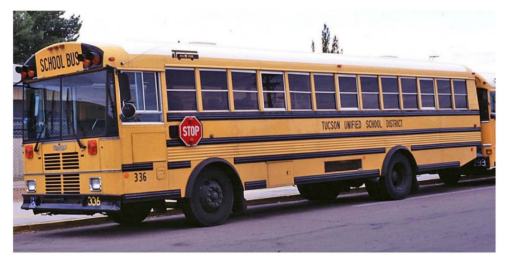 SCHOOL BUS
STOP
TUCSON UNIFIED SCHOOL DISTRICT
336
336